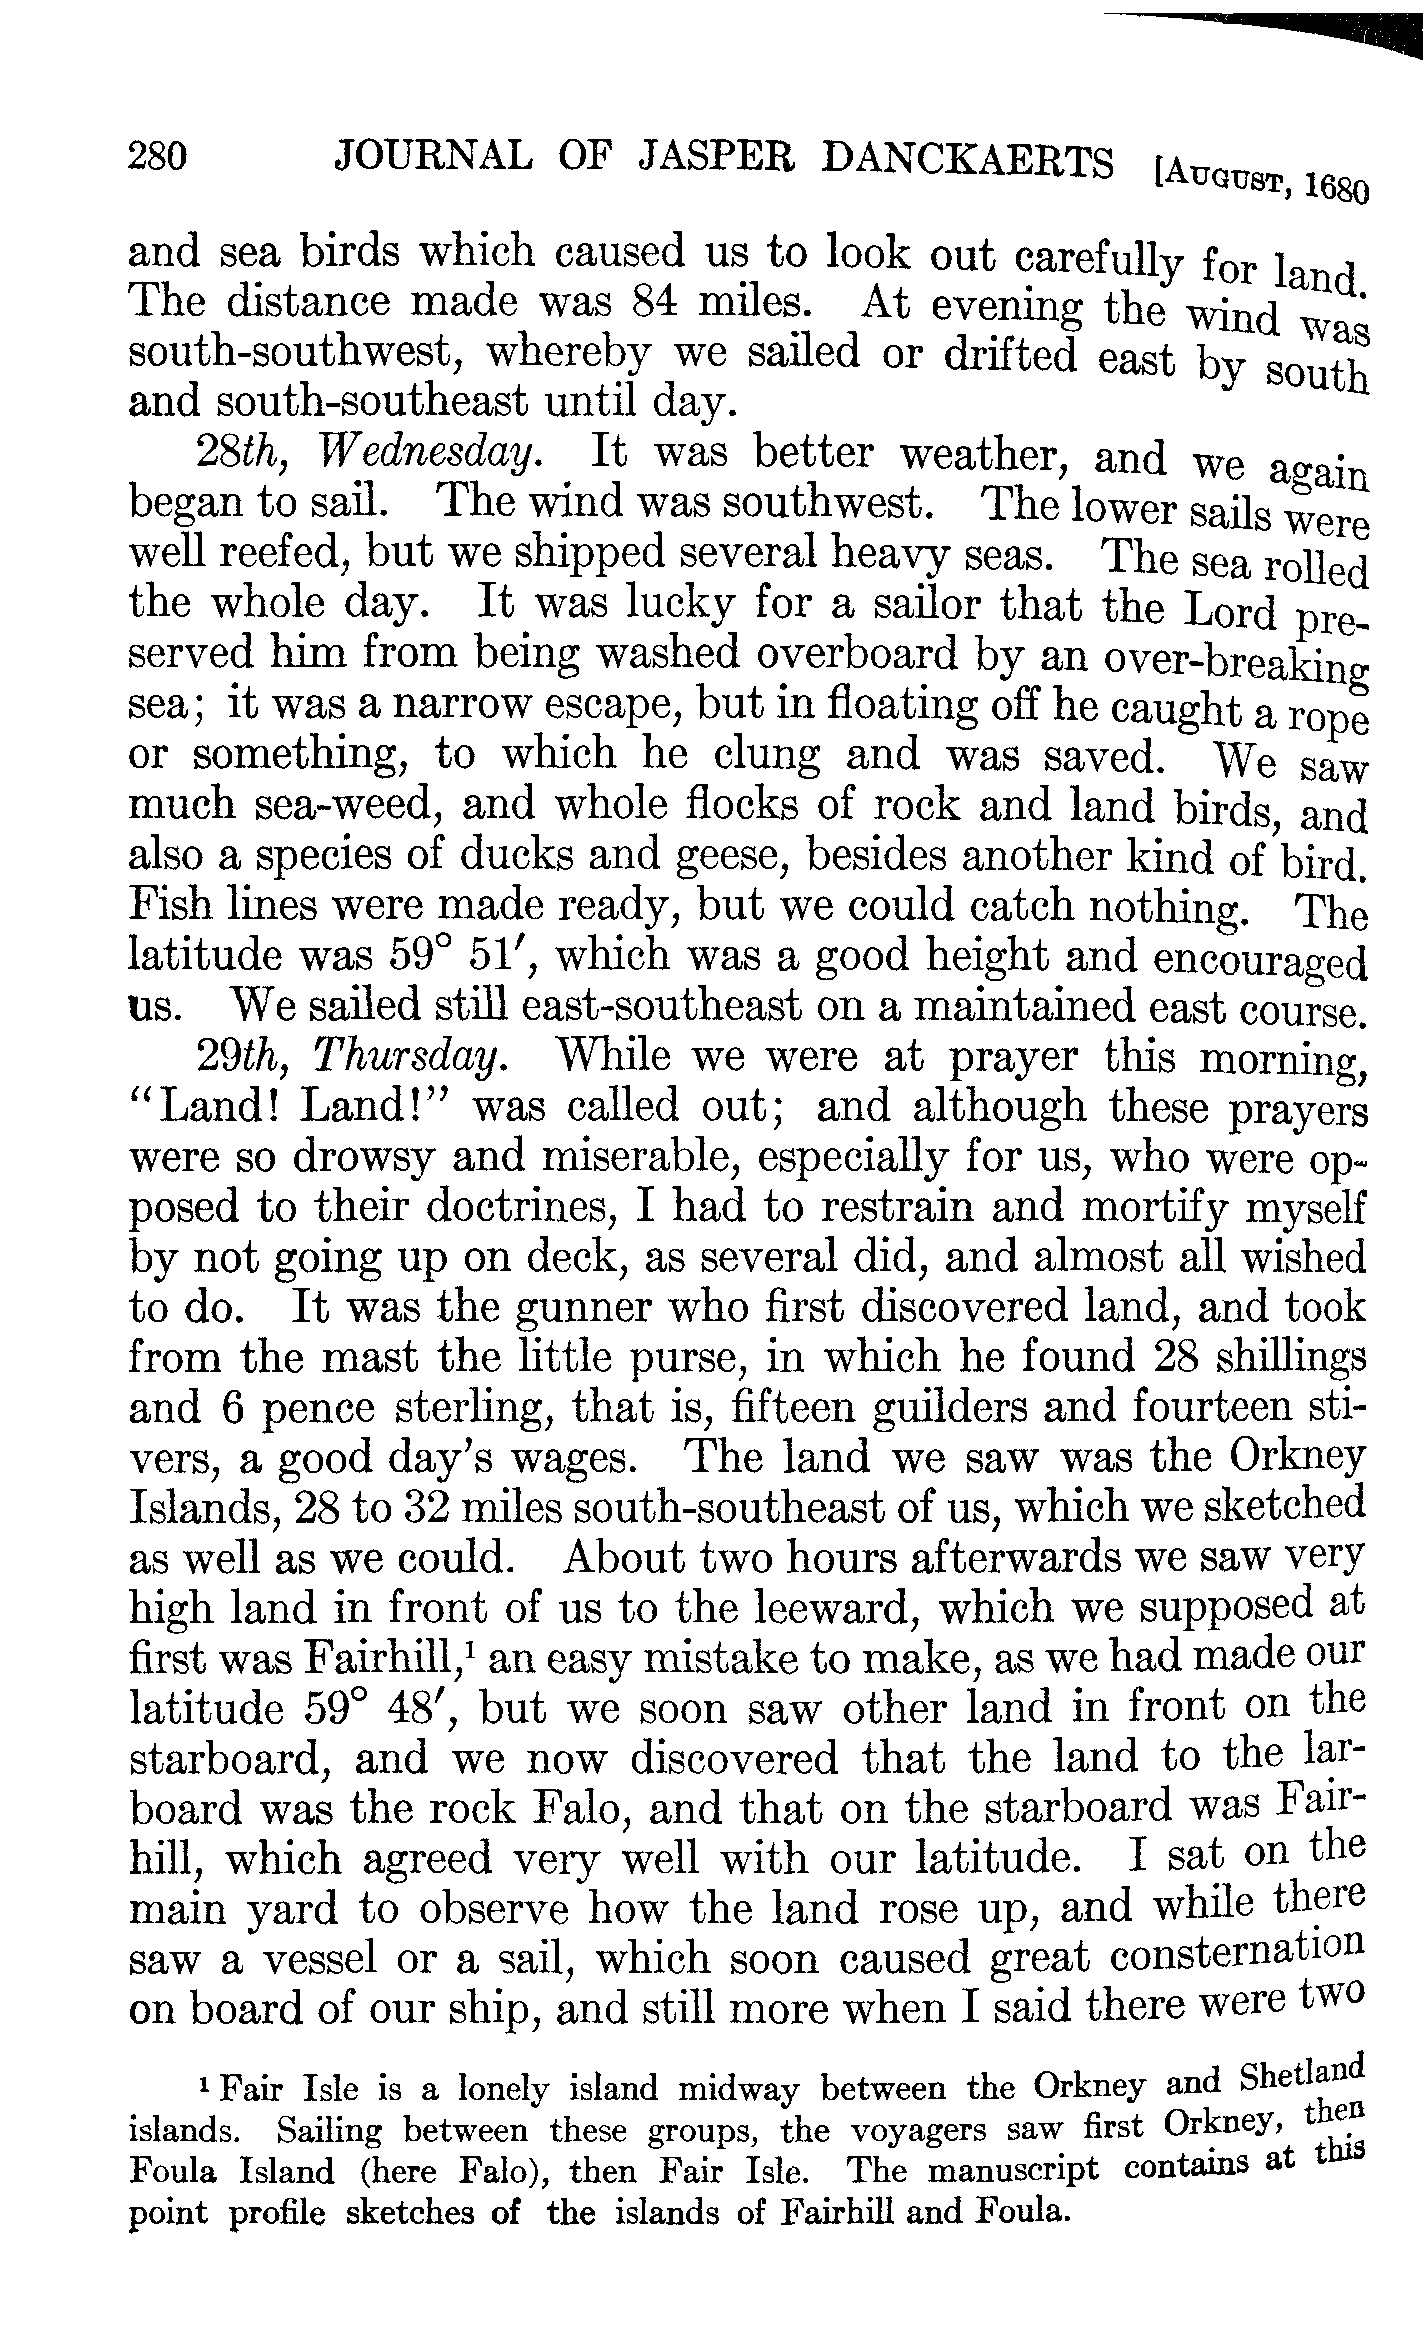 280 JOURNAL OF JASPER DANCKAERTS [AUGUST, 1680
and sea birds which caused us to look out carefully for land.
The distance made was 84 miles. At evening the wind was
south-southwest, whereby we sailed or drifted east by south
and south-southeast until day.
28th, Wednesday. It was better weather, and we again
began to sail. The wind was southwest. The lower sails were
well reefed, but we shipped several heavy seas. The sea rolled
the whole day. It was lucky for a sailor that the Lord pre-
served him from being washed overboard by an over-breaking
sea; it was a narrow escape, but in floating off he caught a rope
or something, to which he clung and was saved. We saw
much sea-weed, and whole flocks of rock and land birds, and
also a species of ducks and geese, besides another kind of bird.
Fish lines were made ready, but we could catch nothing. The
latitude was 59° 51′, which was a good height and encouraged
us. We sailed still east-southeast on a maintained east course.
29th, Thursday. While we were at prayer this morning,
“Land! Land!” was called out; and although these prayers
were so drowsy and miserable, especially for us, who were op-
posed to their doctrines, I had to restrain and mortify myself
by not going up on deck, as several did, and almost all wished
to do. It was the gunner who first discovered land, and took
from the mast the little purse, in which he found 28 shillings
and 6 pence sterling, that is, fifteen guilders and fourteen sti-
vers, a good day’s wages. The land we saw was the Orkney
Islands, 28 to 32 miles south-southeast of us, which we sketched
as well as we could. About two hours afterwards we saw very
high land in front of us to the leeward, which we supposed at
first was Fairhill,¹ an easy mistake to make, as we had made our
latitude 59° 48′, but we soon saw other land in front on the
starboard, and we now discovered that the land to the lar-
board was the rock Falo, and that on the starboard was Fair-
hill, which agreed very well with our latitude. I sat on the
main yard to observe how the land rose up, and while there
saw a vessel or a sail, which soon caused great consternation
on board of our ship, and still more when I said there were two
¹ Fair Isle is a lonely island midway between the Orkney and Shetland
islands. Sailing between these groups, the voyagers saw first Orkney, then
Foula Island (here Falo), then Fair Isle. The manuscript contains at this
point profile sketches of the islands of Fairhill and Foula.